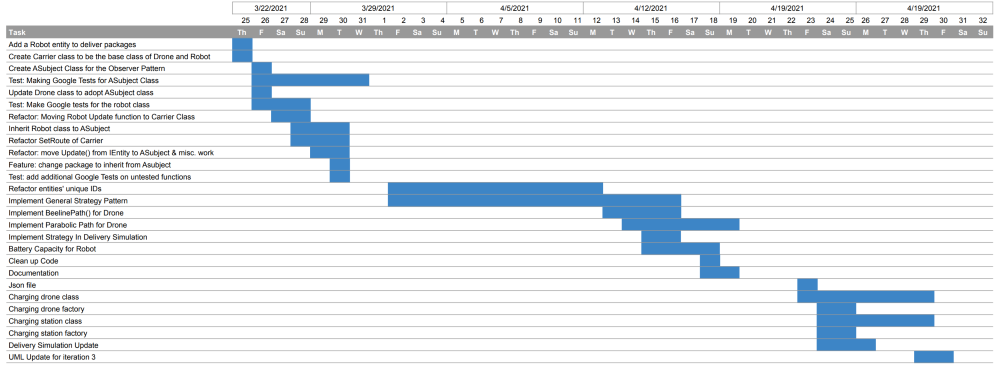 3/22/2021 3/29/2021 4/5/2021 4/12/2021 4/19/2021 4/19/2021
25 26 27 28 29 30 31 1 2 3 4 5 6 7 8 9 10 11 12 13 14 15 16 17 18 19 20 21 22 23 24 25 26 27 28 29 30 31 32
Task Th F Sa Su M T W Th F Sa Su M T W Th F Sa Su M T W Th F Sa Su M T W Th F Sa Su M T W Th F Sa Su
Add a Robot entity to deliver packages
Create Carrier class to be the base class of Drone and Robot
Create ASubject Class for the Observer Pattern
Test: Making Google Tests for ASubject Class
Update Drone class to adopt ASubject class
Test: Make Google tests for the robot class
Refactor: Moving Robot Update function to Carrier Class
Inherit Robot class to ASubject
Refactor SetRoute of Carrier
Refactor: move Update() from IEntity to ASubject & misc. work
Feature: change package to inherit from Asubject
Test: add additional Google Tests on untested functions
Refactor entities' unique IDs
Implement General Strategy Pattern
Implement BeelinePath() for Drone
Implement Parabolic Path for Drone
Implement Strategy In Delivery Simulation
Battery Capacity for Robot
Clean up Code
Documentation
Json file
Charging drone class
Charging drone factory
Charging station class
Charging station factory
Delivery Simulation Update
UML Update for iteration 3